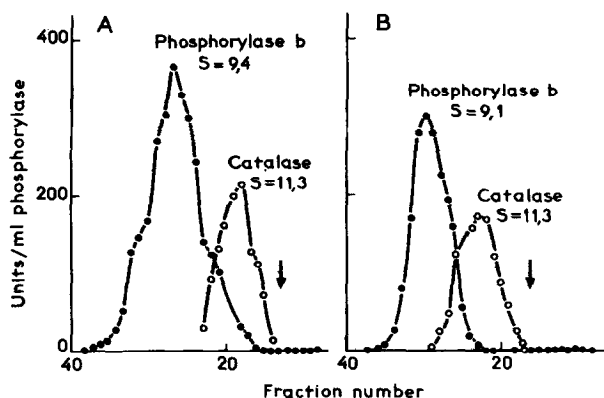 A
B
400
200
0
Units/ml phosphorylase
Phosphorylase b
S=9,4
Catalase
S=11,3
Phosphorylase b
S=9,1
Catalase
S=11,3
40
20
40
20
Fraction number